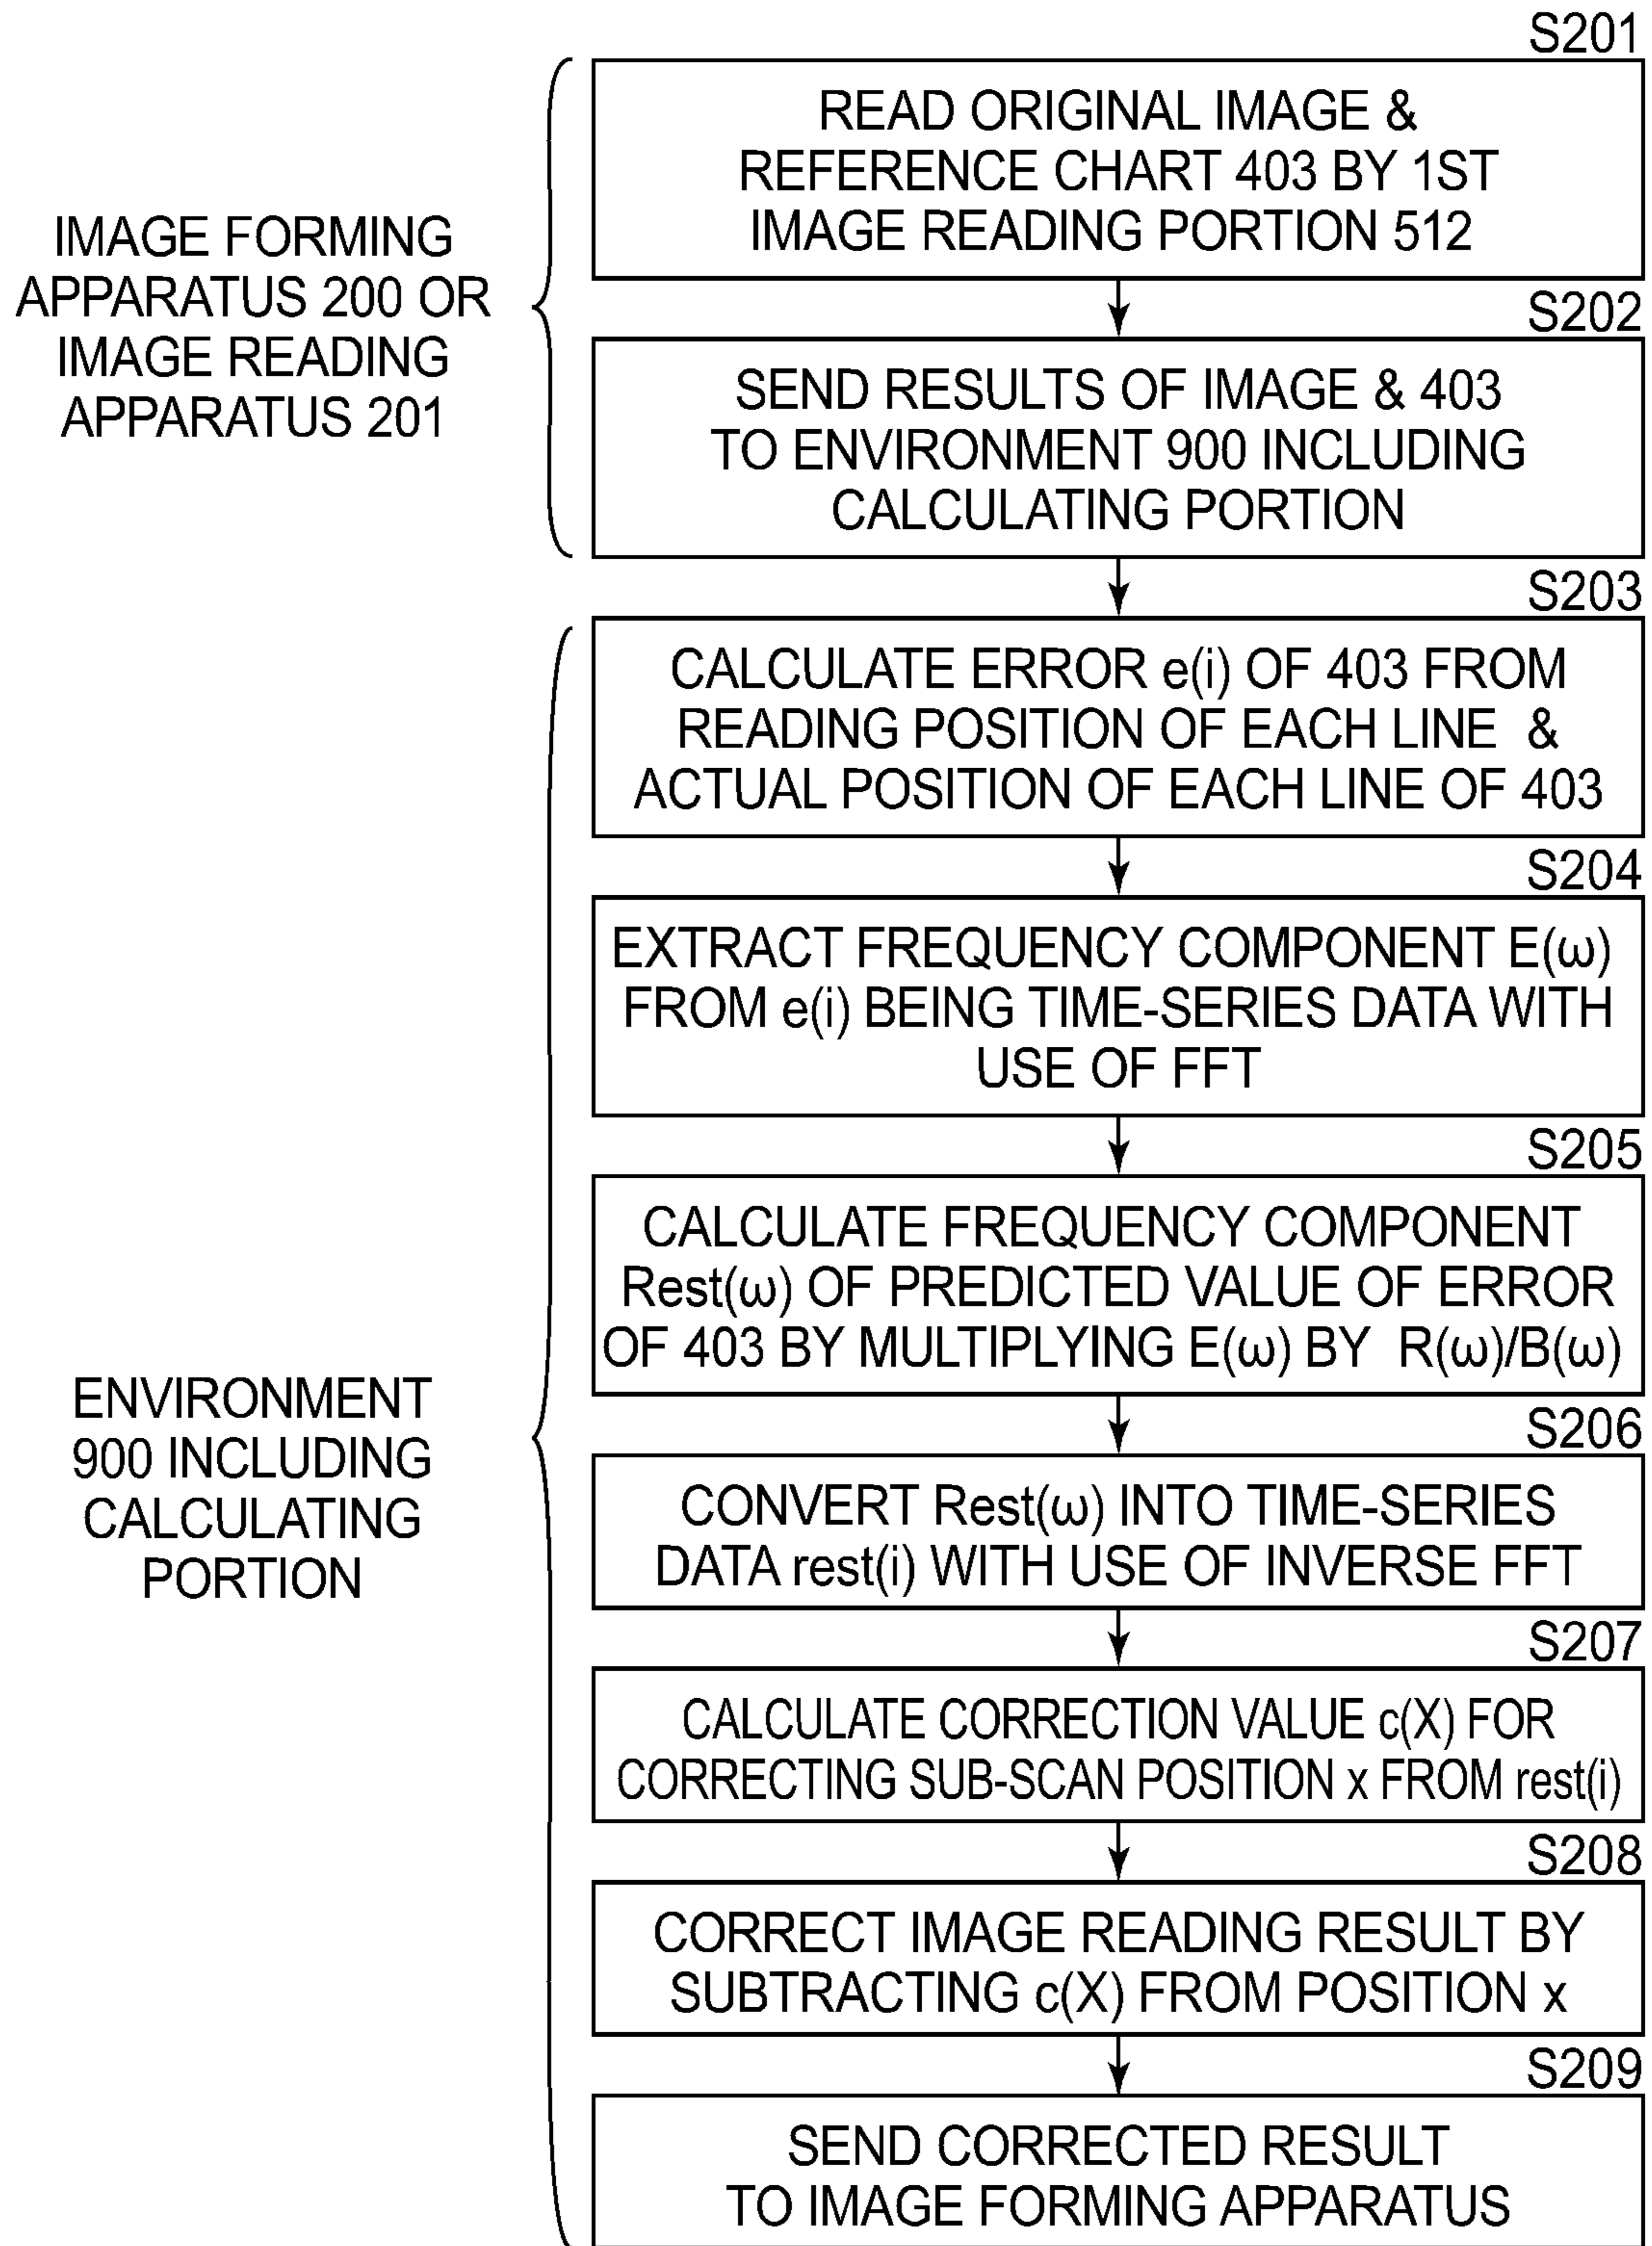 S201
READ ORIGINAL IMAGE &
REFERENCE CHART 403 BY 1ST
IMAGE READING PORTION 512
IMAGE FORMING
APPARATUS 200 OR
IMAGE READING
APPARATUS 201
S202
SEND RESULTS OF IMAGE & 403
TO ENVIRONMENT 900 INCLUDING
CALCULATING PORTION
S203
CALCULATE ERROR e(i) OF 403 FROM
READING POSITION OF EACH LINE &
ACTUAL POSITION OF EACH LINE OF 403
S204
EXTRACT FREQUENCY COMPONENT E(ω)
FROM e(i) BEING TIME-SERIES DATA WITH
USE OF FFT
S205
CALCULATE FREQUENCY COMPONENT
Rest(ω) OF PREDICTED VALUE OF ERROR
OF 403 BY MULTIPLYING E(ω) BY R(ω)/B(ω)
ENVIRONMENT
900 INCLUDING
CALCULATING
PORTION
S206
CONVERT Rest(ω) INTO TIME-SERIES
DATA rest(i) WITH USE OF INVERSE FFT
S207
CALCULATE CORRECTION VALUE c(X) FOR
CORRECTING SUB-SCAN POSITION x FROM rest(i)
S208
CORRECT IMAGE READING RESULT BY
SUBTRACTING c(X) FROM POSITION x
S209
SEND CORRECTED RESULT
TO IMAGE FORMING APPARATUS